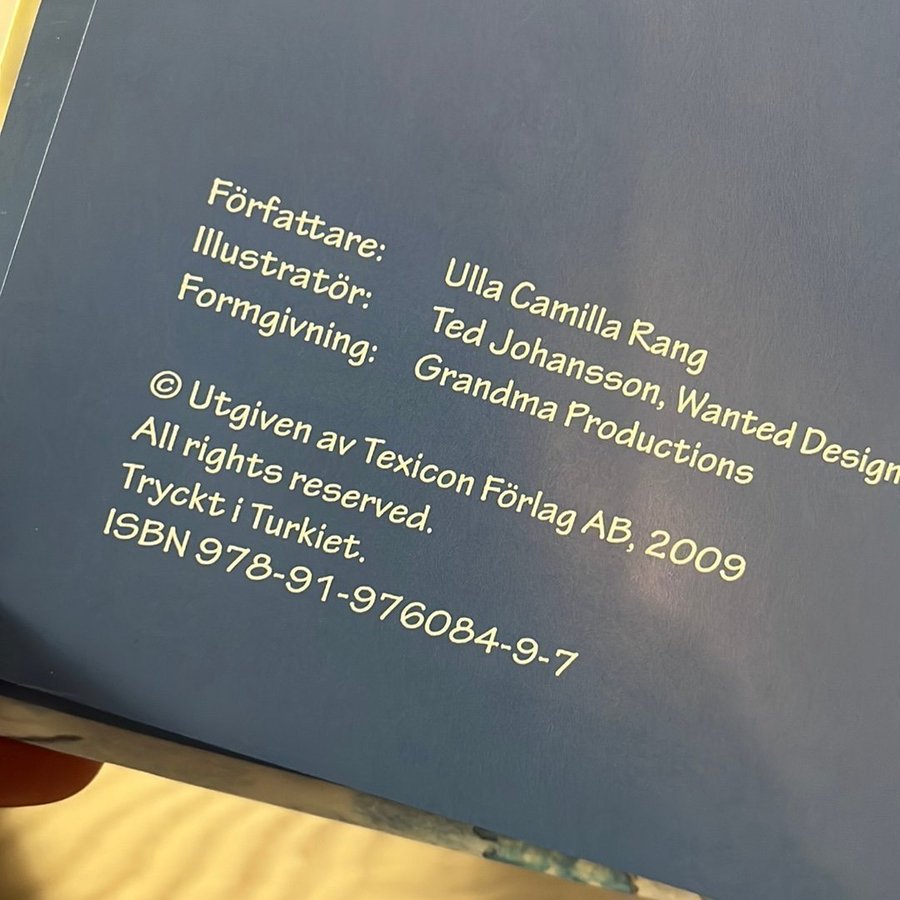 Författare: Ulla Camilla Rang
Illustratör: Ted Johansson, Wanted Design
Formgivning: Grandma Productions
© Utgiven av Texicon Förlag AB, 2009
All rights reserved.
Tryckt i Turkiet.
ISBN 978-91-976084-9-7